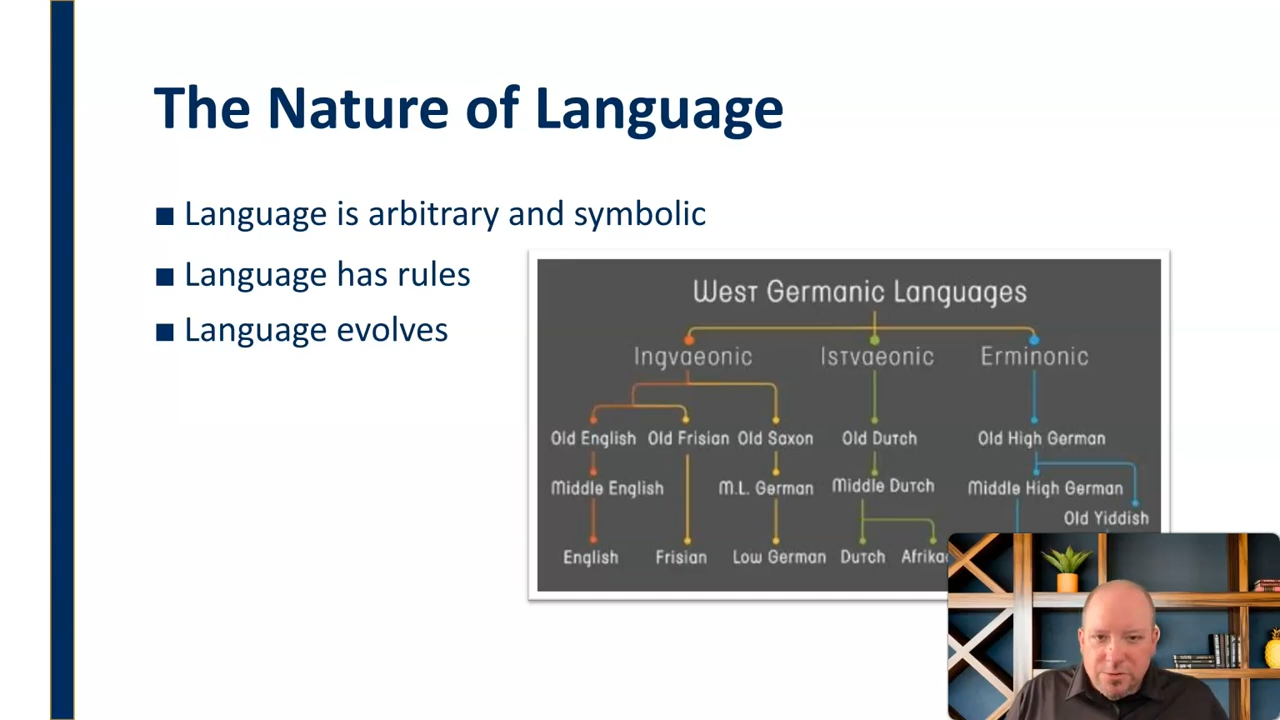 The Nature of Language
■ Language is arbitrary and symbolic
■ Language has rules
■ Language evolves
West Germanic Languages
Ingvaeonic Istvaeonic Erminonic
Old English Old Frisian Old Saxon Old Dutch Old High German
Middle English M.L. German Middle Dutch Middle High German
Old Yiddish
English Frisian Low German Dutch